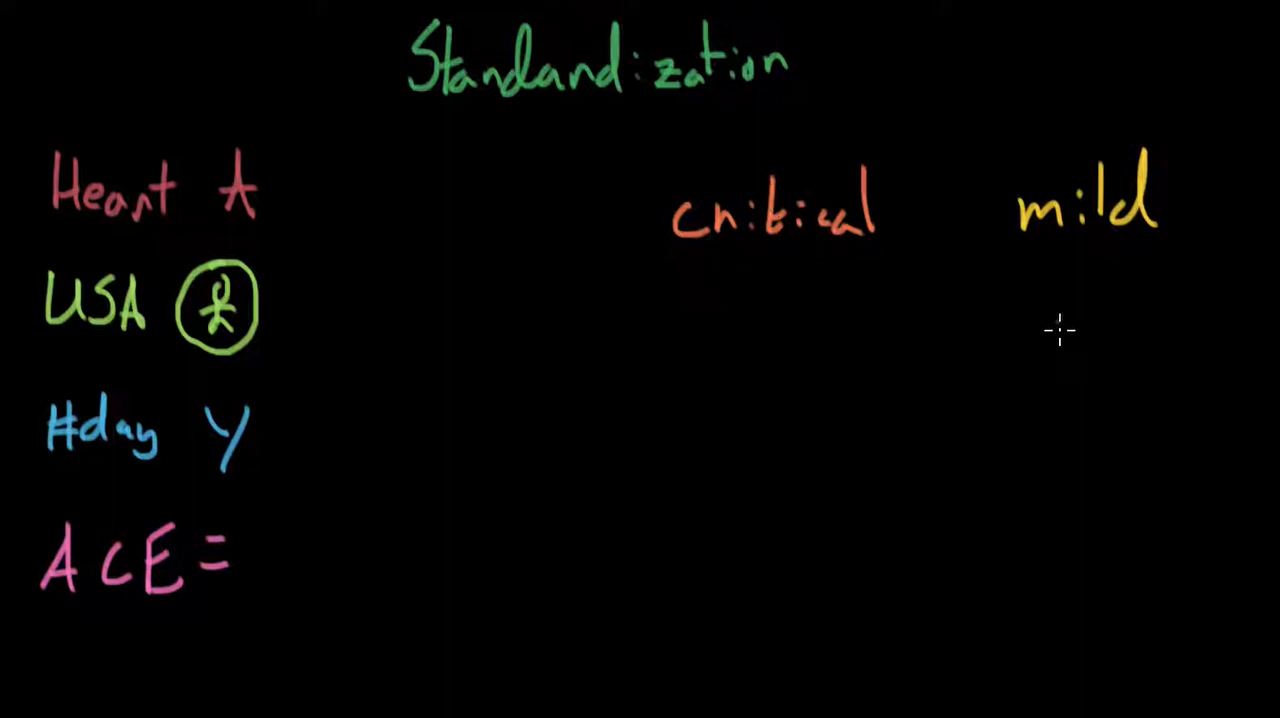 Standardization
Heart A
critical mild
USA
#day Y
ACE =